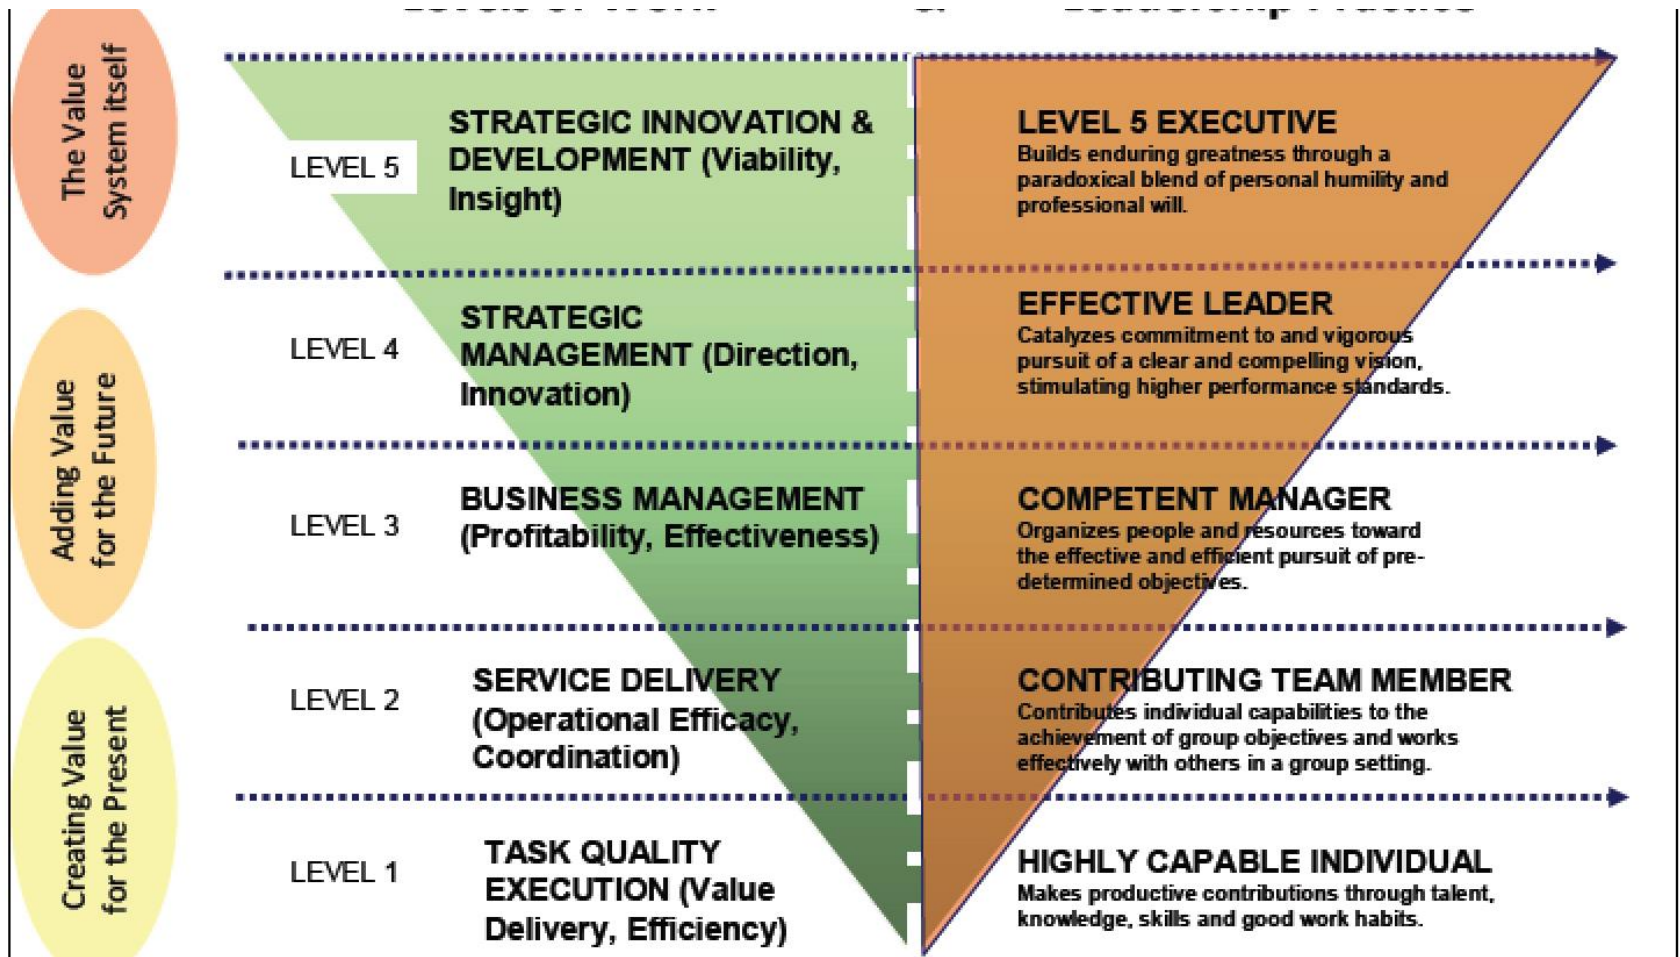 The Value
System itself
LEVEL 5
STRATEGIC INNOVATION &
DEVELOPMENT (Viability,
Insight)
LEVEL 5 EXECUTIVE
Builds enduring greatness through a
paradoxical blend of personal humility and
professional will.
Adding Value
for the Future
LEVEL 4
STRATEGIC
MANAGEMENT (Direction,
Innovation)
EFFECTIVE LEADER
Catalyzes commitment to and vigorous
pursuit of a clear and compelling vision,
stimulating higher performance standards.
LEVEL 3
BUSINESS MANAGEMENT
(Profitability, Effectiveness)
COMPETENT MANAGER
Organizes people and resources toward
the effective and efficient pursuit of pre-
determined objectives.
Creating Value
for the Present
LEVEL 2
SERVICE DELIVERY
(Operational Efficacy,
Coordination)
CONTRIBUTING TEAM MEMBER
Contributes individual capabilities to the
achievement of group objectives and works
effectively with others in a group setting.
LEVEL 1
TASK QUALITY
EXECUTION (Value
Delivery, Efficiency)
HIGHLY CAPABLE INDIVIDUAL
Makes productive contributions through talent,
knowledge, skills and good work habits.